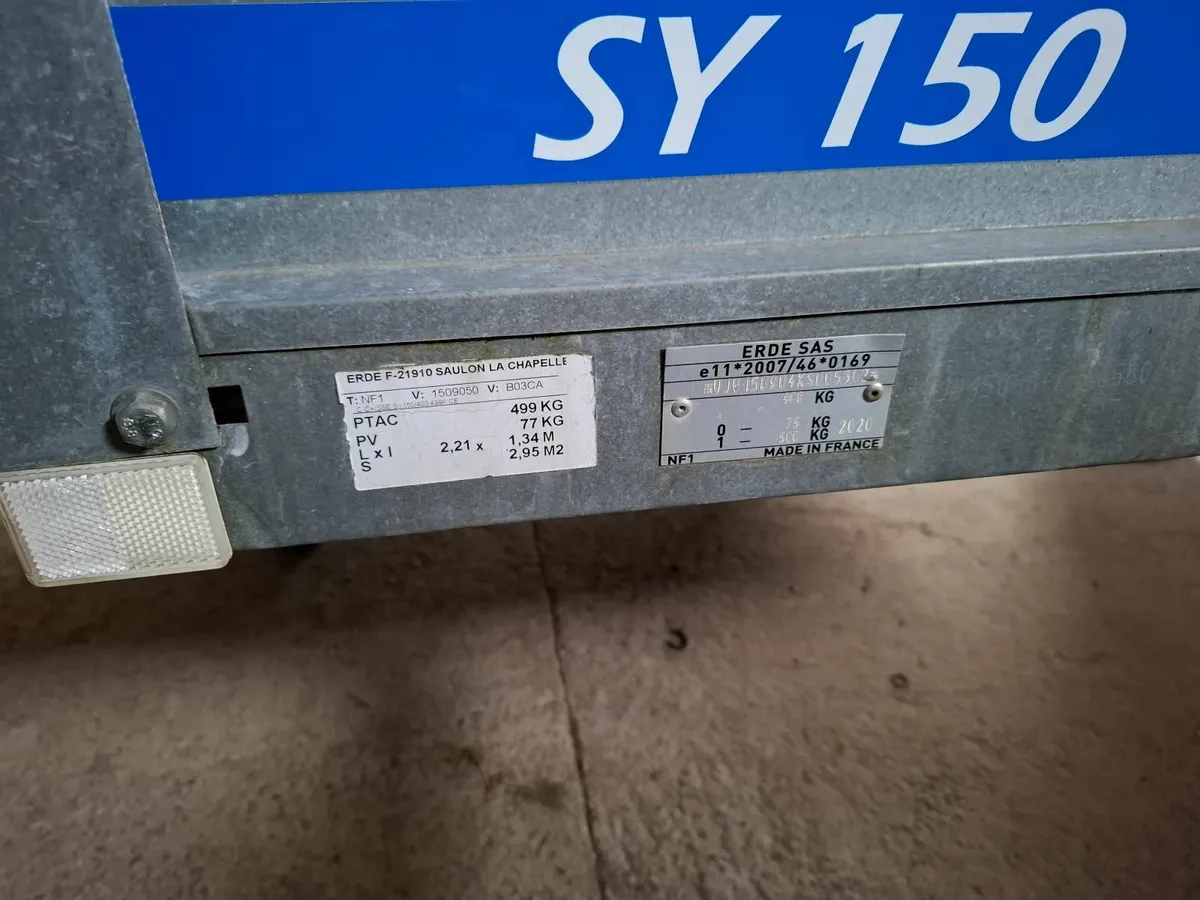 SY 150
ERDE F-21910 SAULON LA CHAPELLE
T: NF1 V: 1509050 V: B03CA
PTAC 499 KG
PV 77 KG
L x l 2,21 x 1,34 M
S 2,95 M2
ERDE SAS
e11*2007/46*0169
KG
0 – 75 KG 2020
1 – 500 KG
NF1 MADE IN FRANCE